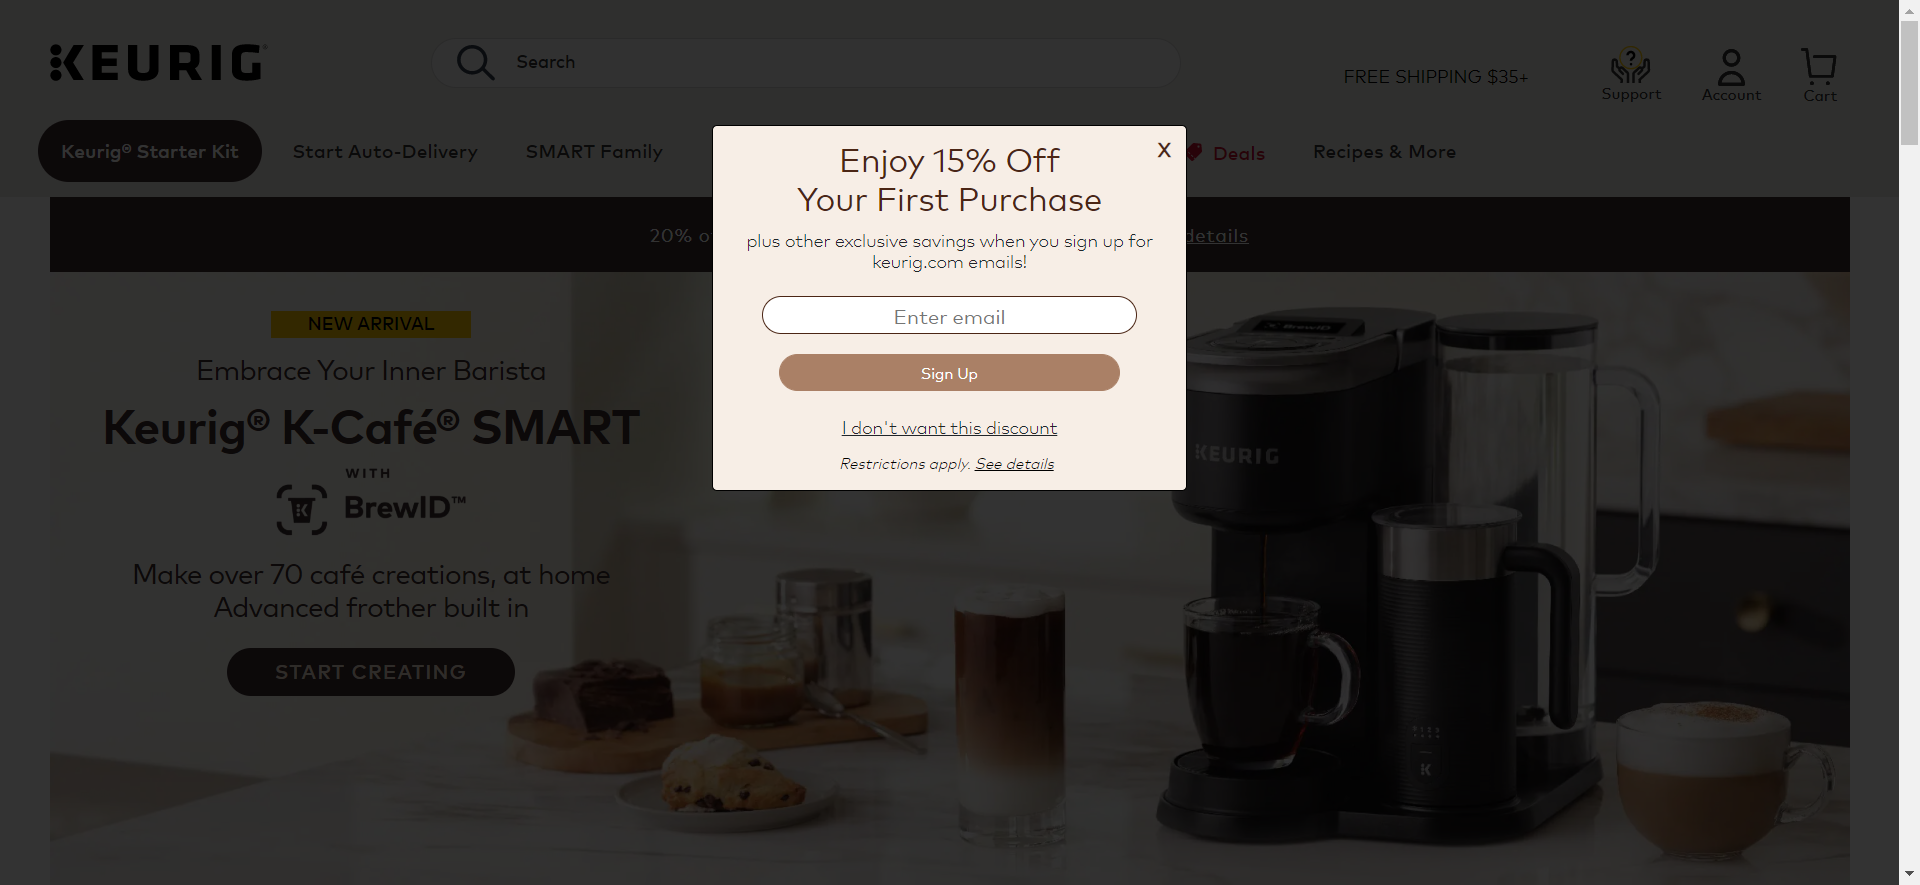 KEURIG
Search
FREE SHIPPING $35+
Support
Account
Cart
Keurig® Starter Kit
Start Auto-Delivery
SMART Family
Deals
Recipes & More
20% o
details
Enjoy 15% Off
Your First Purchase
X
plus other exclusive savings when you sign up for
keurig.com emails!
Enter email
Sign Up
I don't want this discount
Restrictions apply. See details
NEW ARRIVAL
Embrace Your Inner Barista
Keurig® K-Café® SMART
WITH
BrewID™
Make over 70 café creations, at home
Advanced frother built in
START CREATING
BrewID
KEURIG
K